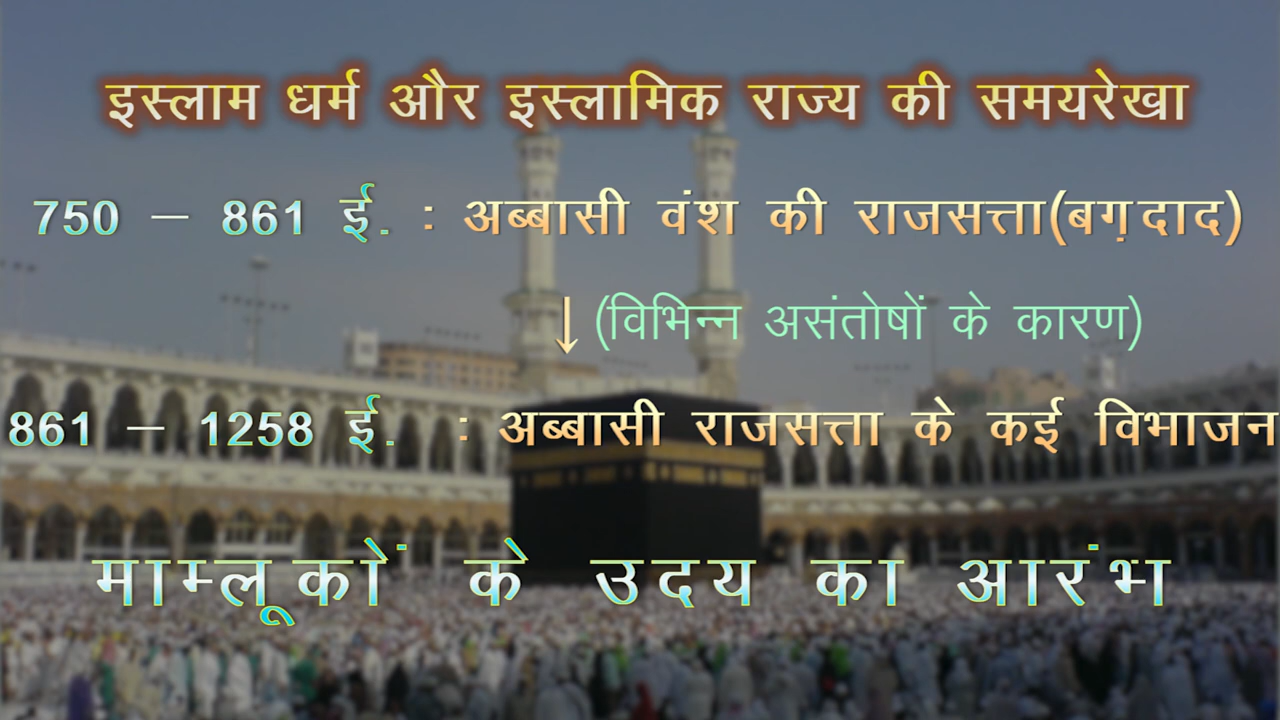 इस्लाम धर्म और इस्लामिक राज्य की समयरेखा
750 – 861 ई. : अब्बासी वंश की राजसत्ता(बग़दाद)
↓ (विभिन्न असंतोषों के कारण)
861 – 1258 ई. : अब्बासी राजसत्ता के कई विभाजन
माम्लूकों के उदय का आरंभ